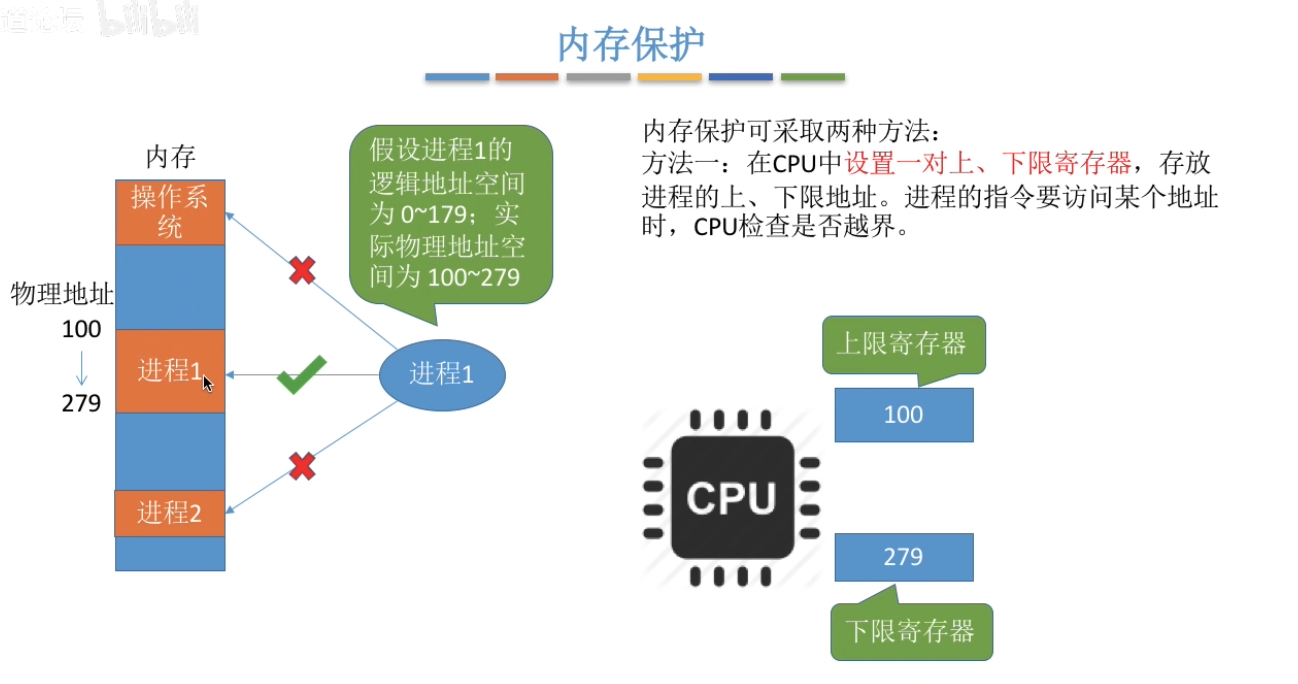 bilibili
内存保护
内存
操作系
统
物理地址
100
279
进程1
进程2
假设进程1的
逻辑地址空间
为 0~179；实
际物理地址空
间为 100~279
进程1
内存保护可采取两种方法：
方法一：在CPU中设置一对上、下限寄存器，存放
进程的上、下限地址。进程的指令要访问某个地址
时，CPU检查是否越界。
上限寄存器
100
CPU
279
下限寄存器